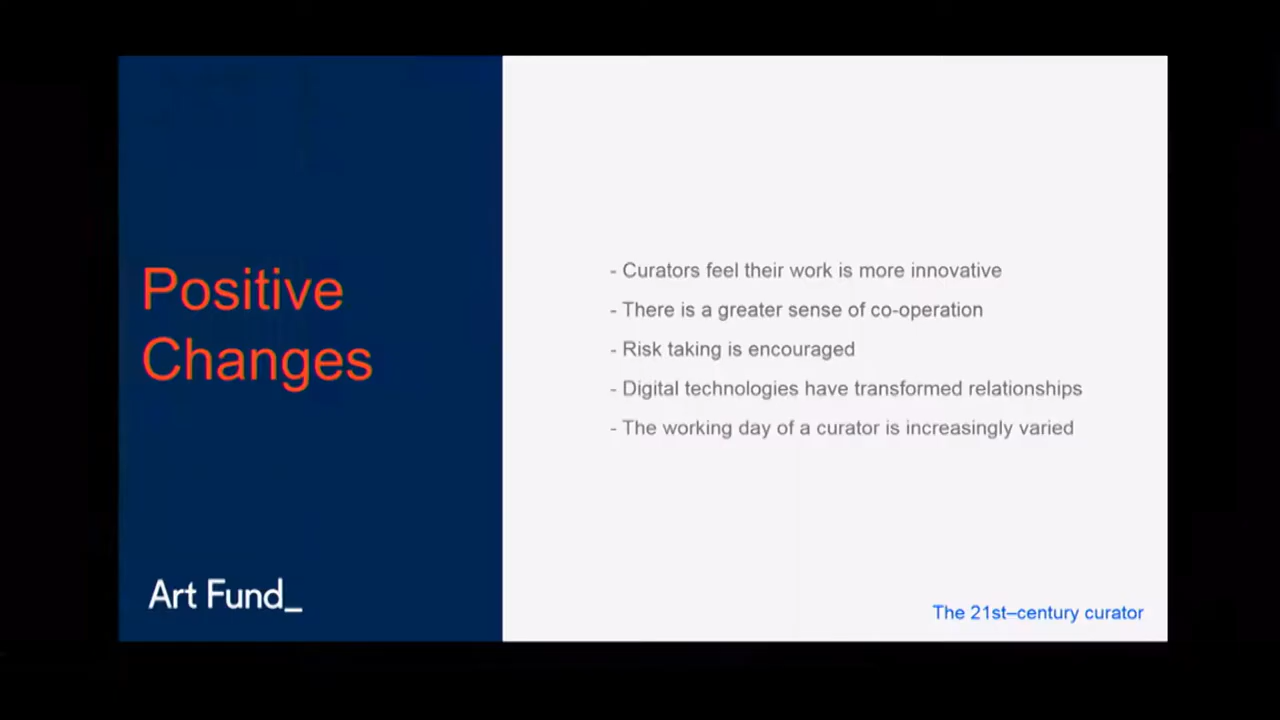 Positive
Changes
- Curators feel their work is more innovative
- There is a greater sense of co-operation
- Risk taking is encouraged
- Digital technologies have transformed relationships
- The working day of a curator is increasingly varied
Art Fund_
The 21st–century curator